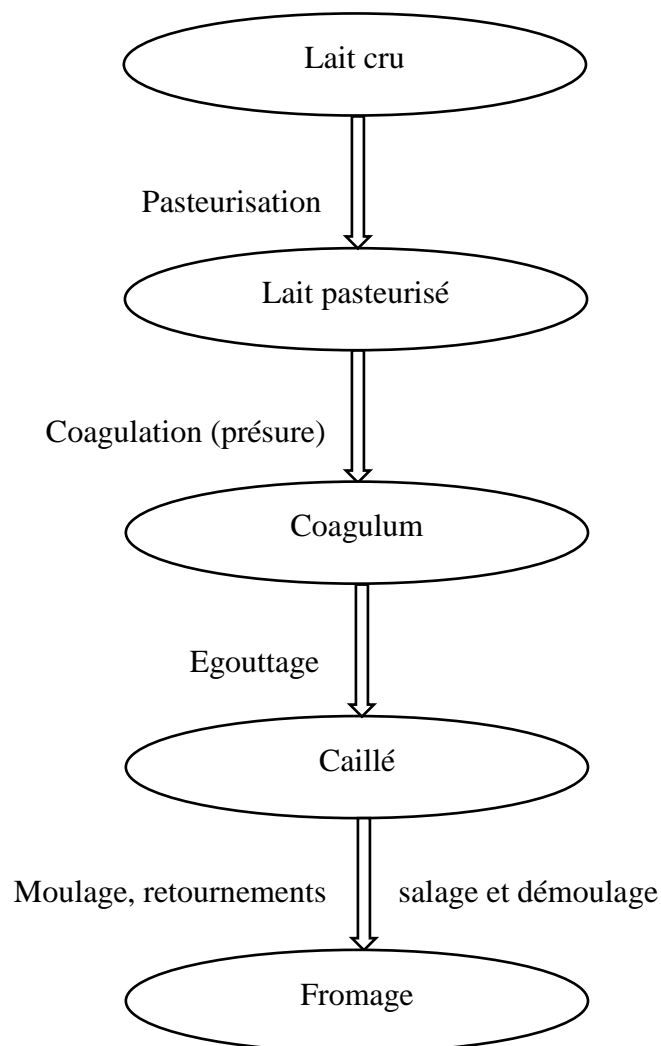 Lait cru
Pasteurisation
Lait pasteurisé
Coagulation (présure)
Coagulum
Egouttage
Caillé
Moulage, retournements salage et démoulage
Fromage